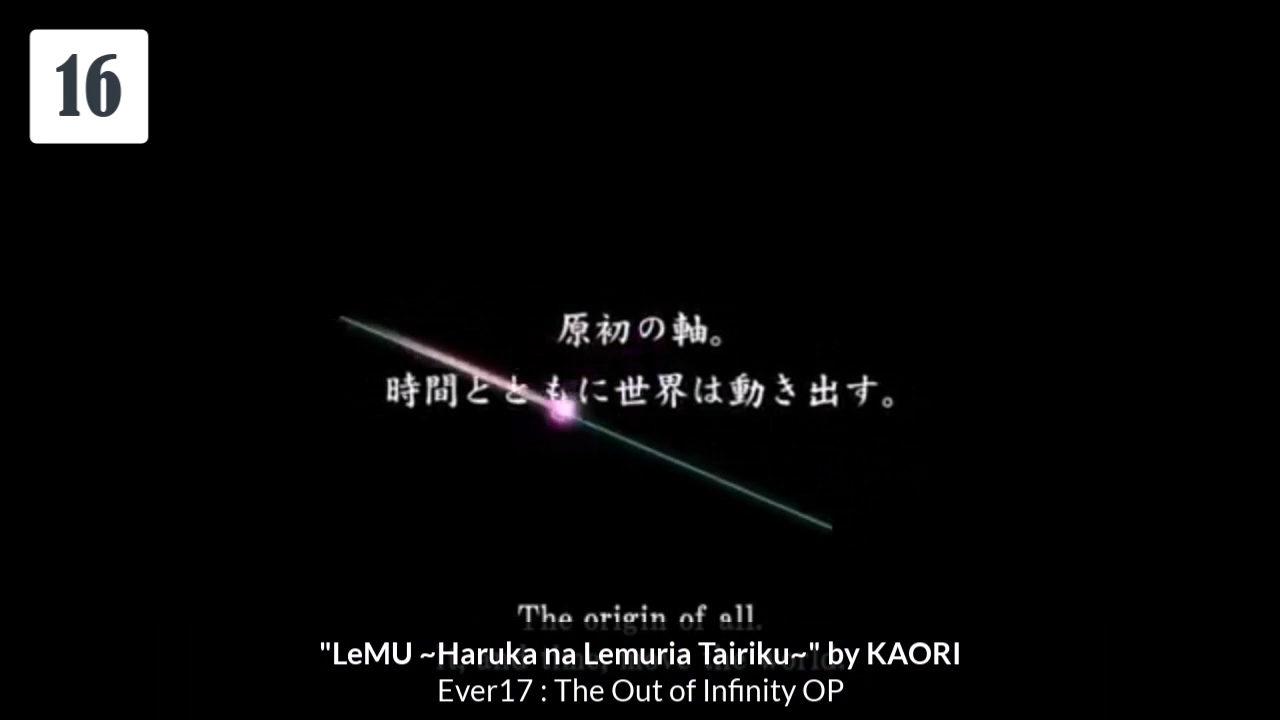 16
原初の軸。
時間とともに世界は動き出す。
The origin of all.
"LeMU ~Haruka na Lemuria Tairiku~" by KAORI
Ever17 : The Out of Infinity OP